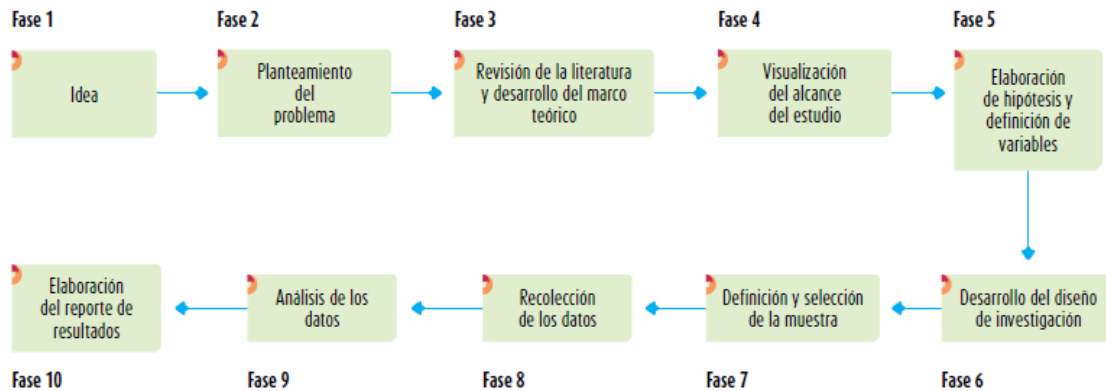 Fase 1
Idea
Fase 2
Planteamiento
del
problema
Fase 3
Revisión de la literatura
y desarrollo del marco
teórico
Fase 4
Visualización
del alcance
del estudio
Fase 5
Elaboración
de hipótesis y
definición de
variables
Desarrollo del diseño
de investigación
Fase 6
Definición y selección
de la muestra
Fase 7
Recolección
de los datos
Fase 8
Análisis de los
datos
Fase 9
Elaboración
del reporte de
resultados
Fase 10